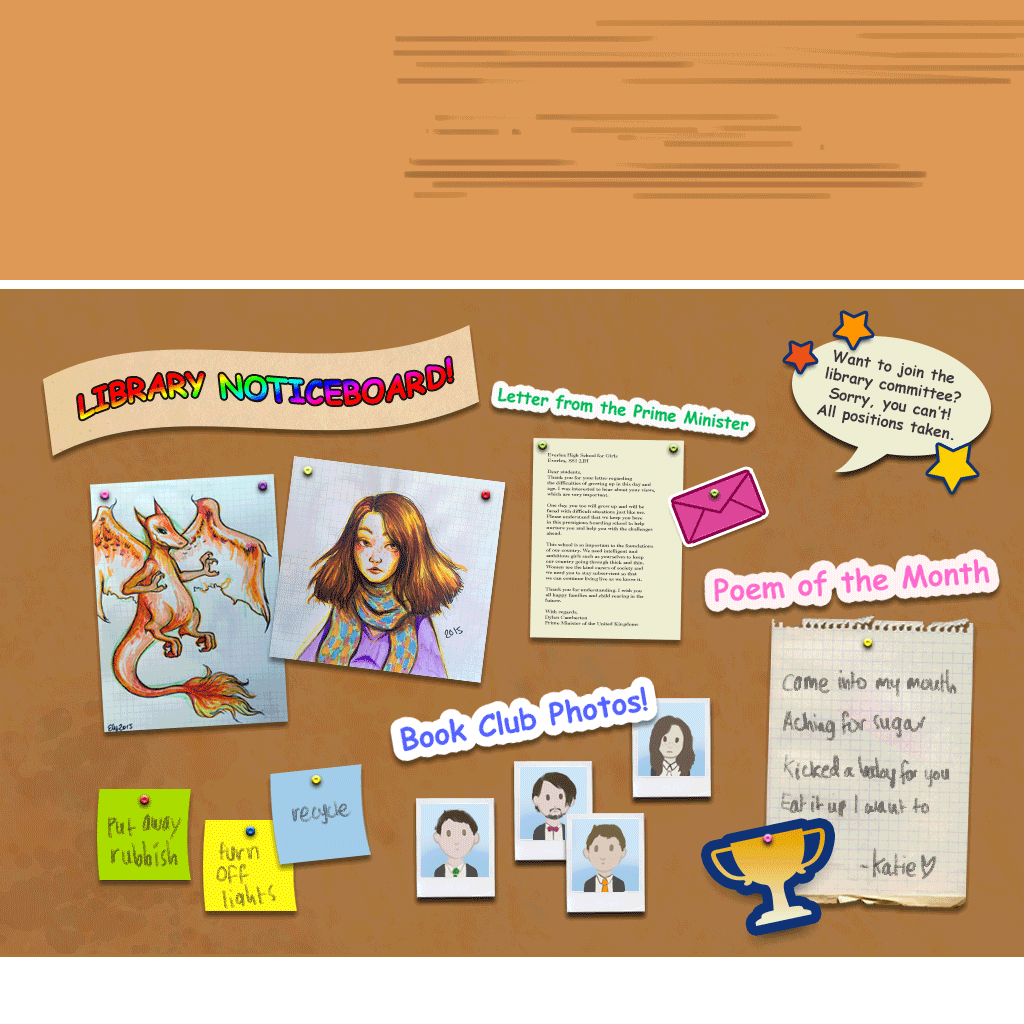 LIBRARY NOTICEBOARD!
Letter from the Prime Minister
Want to join the
library committee?
Sorry, you can't!
All positions taken.
Everlea High School for Girls
Dear students,
Thank you for your letter regarding
the difficulties of growing up in this day and
age. I was interested to hear about your views,
which are very important.
One day, you too will grow up and will be
faced with difficult situations just like me.
Please understand that we keep you here
in this prestigious boarding school to help
nurture you and help you with the challenges
ahead.
This school is so important to the foundations
of our country. We need intelligent and
ambitious girls such as yourselves to keep
our country going through thick and thin.
Women are the kind carers of society and
we need you to stay subservient so that
we can continue living live as we know it.
Thank you for understanding. I wish you
all happy families and child rearing in the
future.
With regards,
Dylan Camberton
Prime Minister of the United Kingdome
2015
Poem of the Month
Come into my mouth
Aching for sugar
Kicked a baby for you
Eat it up I want to
-Katie
Book Club Photos!
put away
rubbish
turn
OFF
lights
recycle